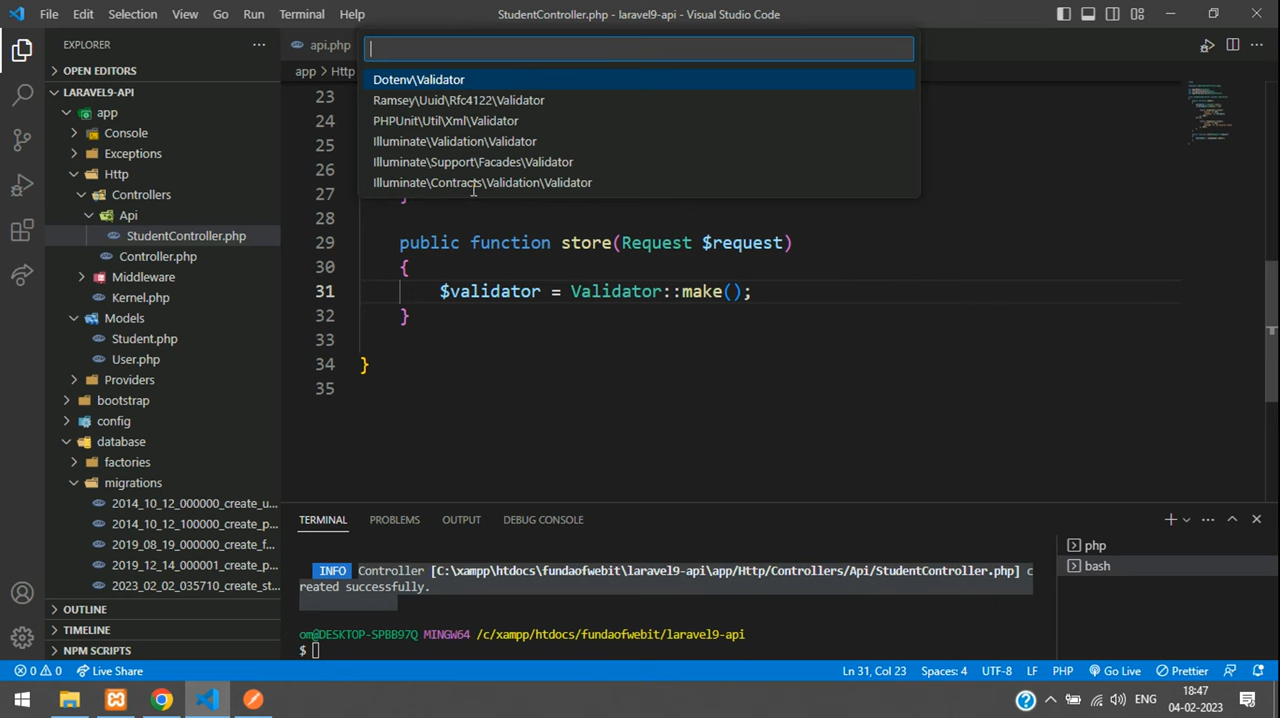 File Edit Selection View Go Run Terminal Help
StudentController.php - laravel9-api - Visual Studio Code
EXPLORER
OPEN EDITORS
LARAVEL9-API
app
Console
Exceptions
Http
Controllers
Api
StudentController.php
Controller.php
Middleware
Kernel.php
Models
Student.php
User.php
Providers
bootstrap
config
database
factories
migrations
2014_10_12_000000_create_u...
2014_10_12_100000_create_p...
2019_08_19_000000_create_f...
2019_12_14_000001_create_p...
2023_02_02_035710_create_st...
OUTLINE
TIMELINE
NPM SCRIPTS
api.php
app > Http
Dotenv\Validator
Ramsey\Uuid\Rfc4122\Validator
PHPUnit\Util\Xml\Validator
Illuminate\Validation\Validator
Illuminate\Support\Facades\Validator
Illuminate\Contracts\Validation\Validator
23
24
25
26
27 }
28
29 public function store(Request $request)
30 {
31 $validator = Validator::make();
32 }
33
34 }
35
TERMINAL PROBLEMS OUTPUT DEBUG CONSOLE
INFO Controller [C:\xampp\htdocs\fundaofwebit\laravel9-api\app/Http/Controllers/Api/StudentController.php] c
reated successfully.
om@DESKTOP-SPBB97Q MINGW64 /c/xampp/htdocs/fundaofwebit/laravel9-api
$
php
bash
0 0 Live Share
Ln 31, Col 23 Spaces: 4 UTF-8 LF PHP Go Live Prettier
ENG
18:47
04-02-2023